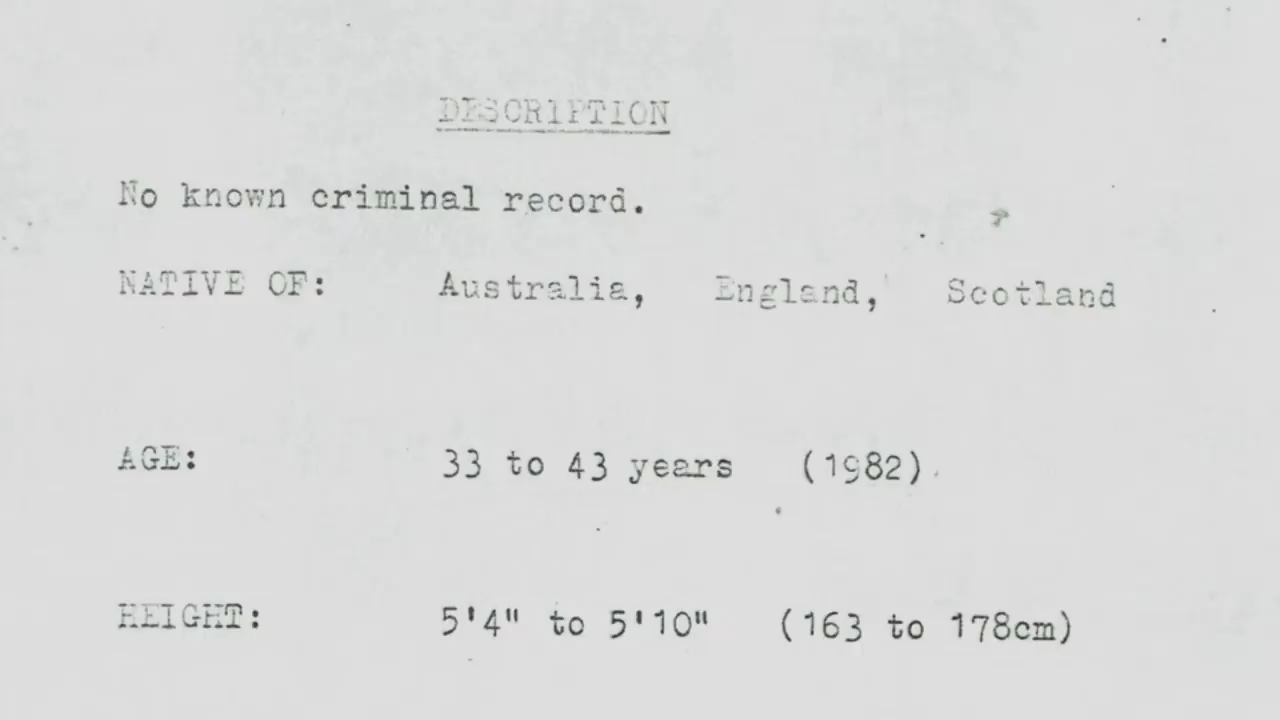 DESCRIPTION
No known criminal record.
NATIVE OF: Australia, England, Scotland
AGE: 33 to 43 years (1982)
HEIGHT: 5'4" to 5'10" (163 to 178cm)